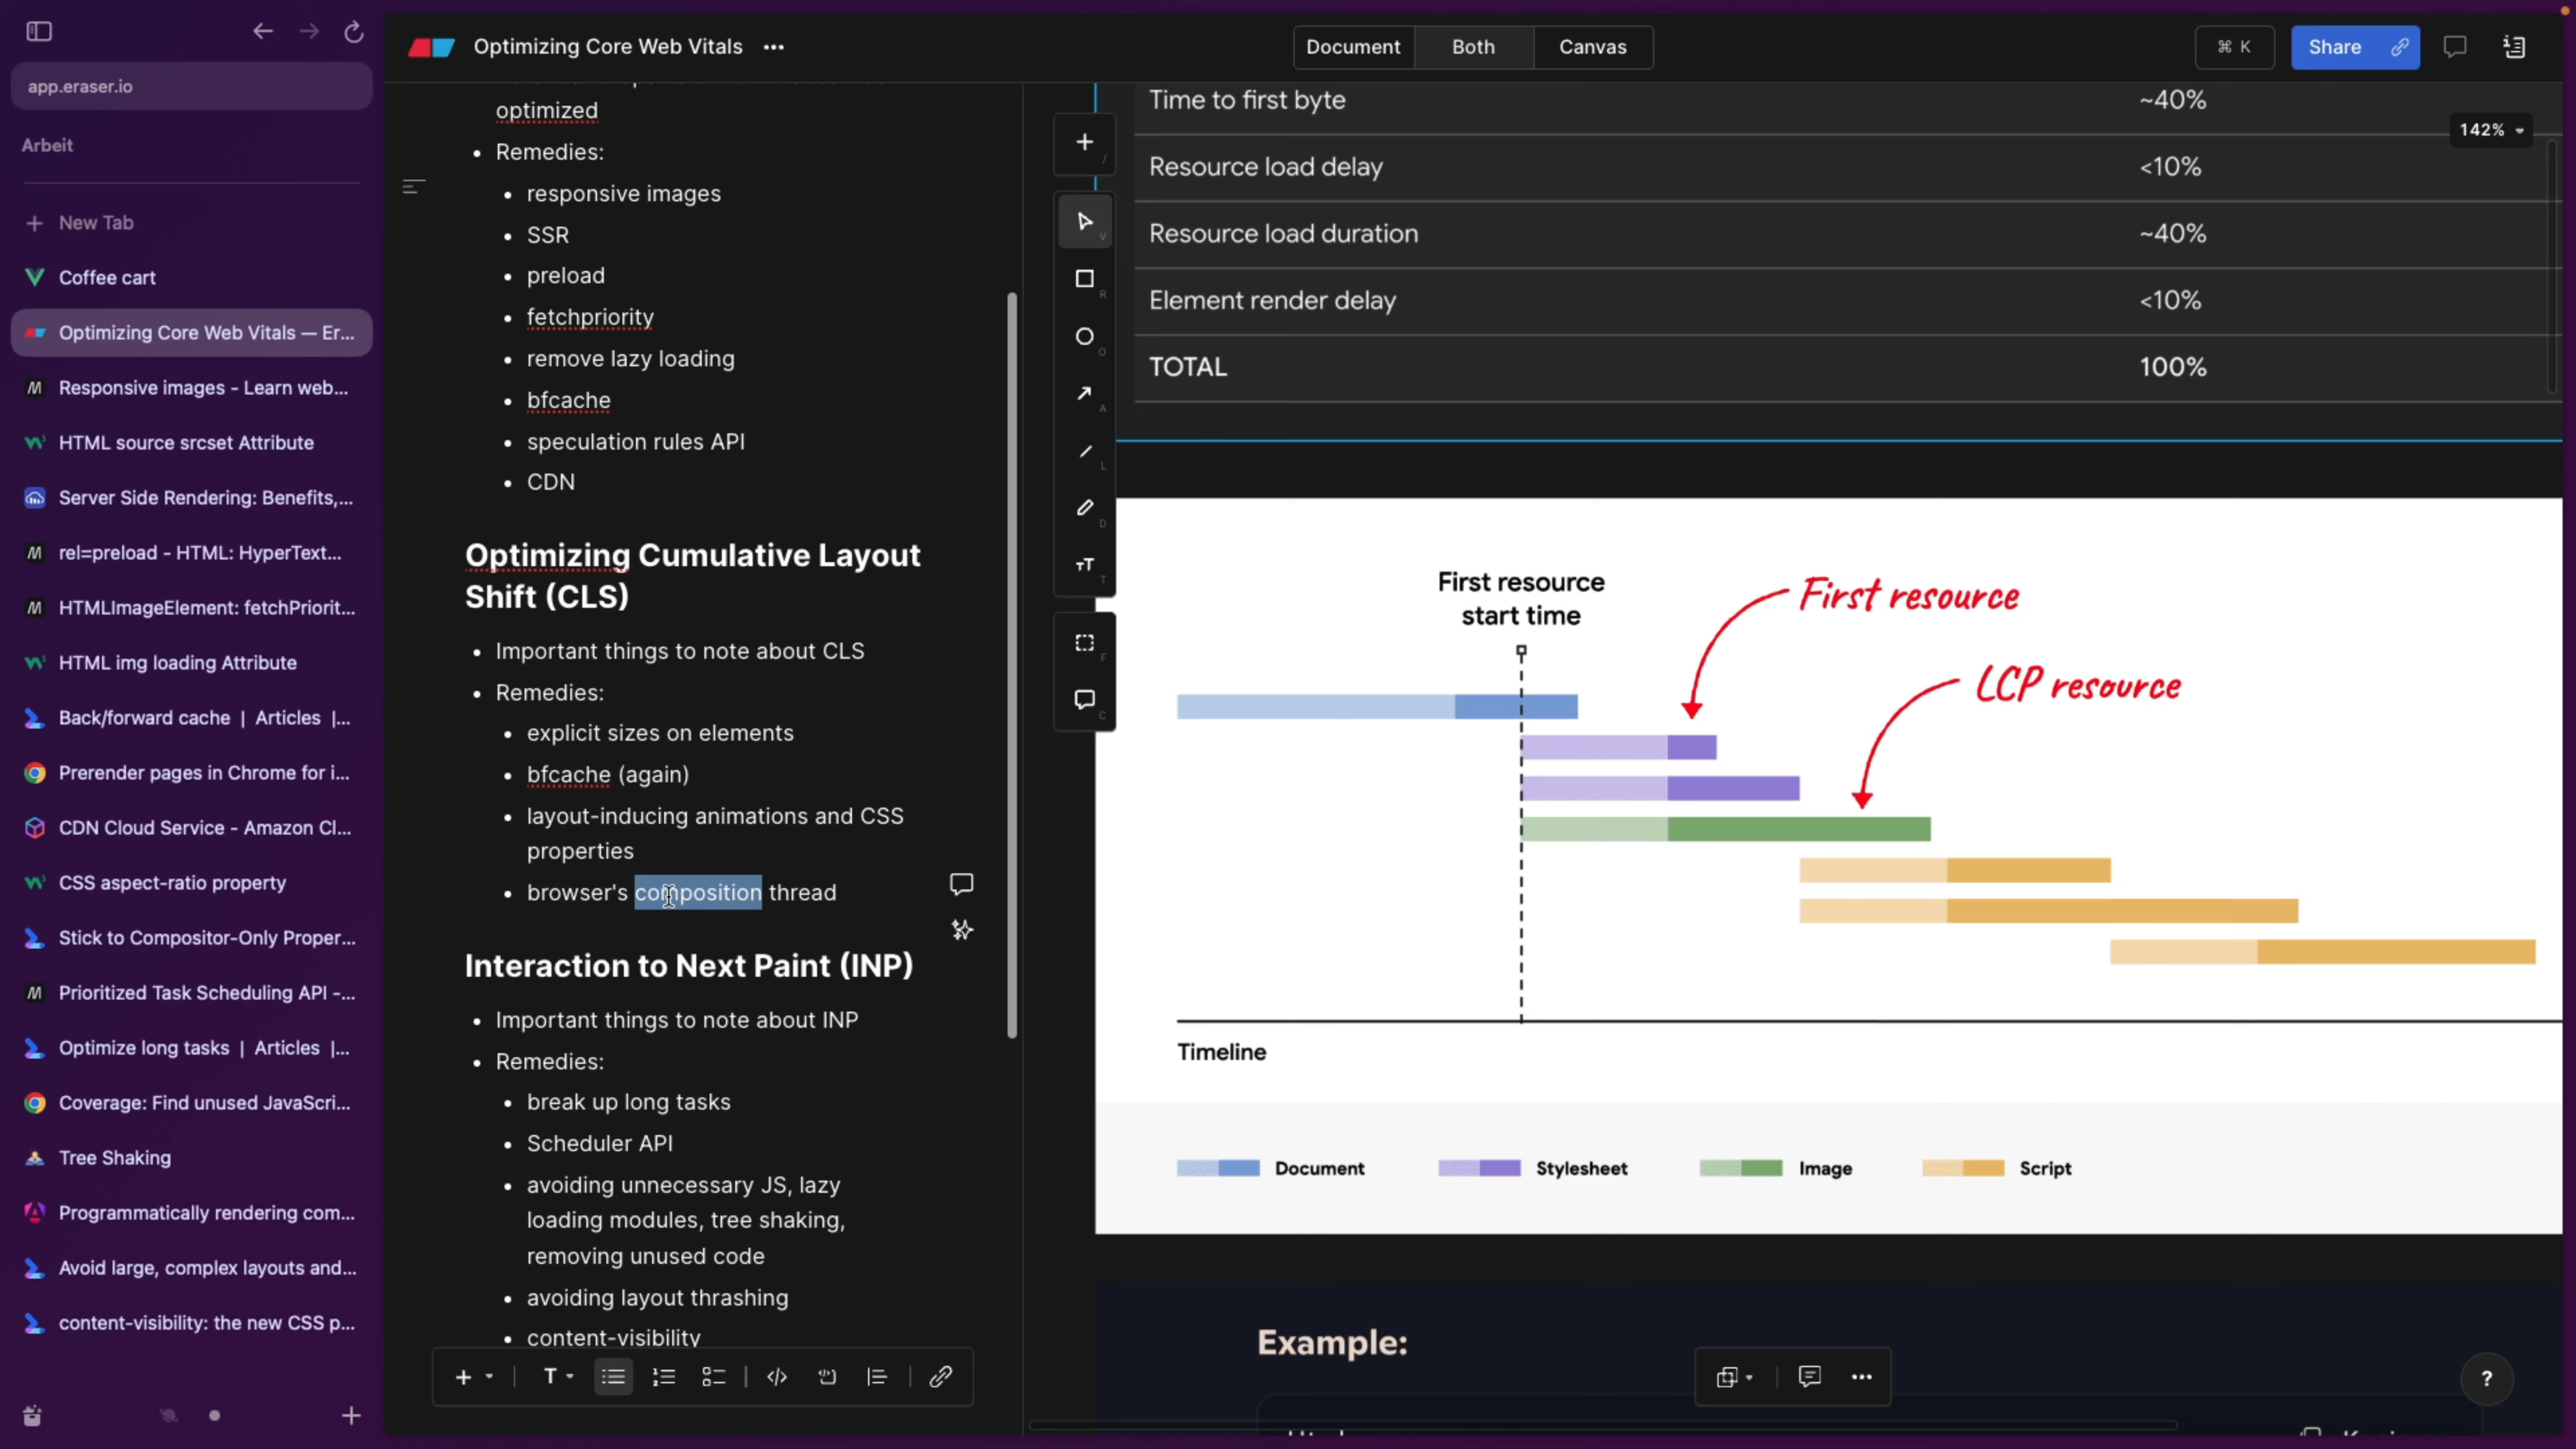 Optimizing Core Web Vitals •••
Document
Both
Canvas
⌘ K
Share
app.eraser.io
Arbeit
New Tab
Coffee cart
Optimizing Core Web Vitals — Er...
Responsive images - Learn web...
HTML source srcset Attribute
Server Side Rendering: Benefits,...
rel=preload - HTML: HyperText...
HTMLImageElement: fetchPriorit...
HTML img loading Attribute
Back/forward cache | Articles |...
Prerender pages in Chrome for i...
CDN Cloud Service - Amazon Cl...
CSS aspect-ratio property
Stick to Compositor-Only Proper...
Prioritized Task Scheduling API -...
Optimize long tasks | Articles |...
Coverage: Find unused JavaScri...
Tree Shaking
Programmatically rendering com...
Avoid large, complex layouts and...
content-visibility: the new CSS p...
optimized
• Remedies:
• responsive images
• SSR
• preload
• fetchpriority
• remove lazy loading
• bfcache
• speculation rules API
• CDN
Optimizing Cumulative Layout
Shift (CLS)
• Important things to note about CLS
• Remedies:
• explicit sizes on elements
• bfcache (again)
• layout-inducing animations and CSS
properties
• browser's composition thread
Interaction to Next Paint (INP)
• Important things to note about INP
• Remedies:
• break up long tasks
• Scheduler API
• avoiding unnecessary JS, lazy
loading modules, tree shaking,
removing unused code
• avoiding layout thrashing
• content-visibility
/
V
R
O
A
L
D
T
F
C
142%
Time to first byte ~40%
Resource load delay <10%
Resource load duration ~40%
Element render delay <10%
TOTAL 100%
First resource
start time
First resource
LCP resource
Timeline
Document
Stylesheet
Image
Script
Example:
?